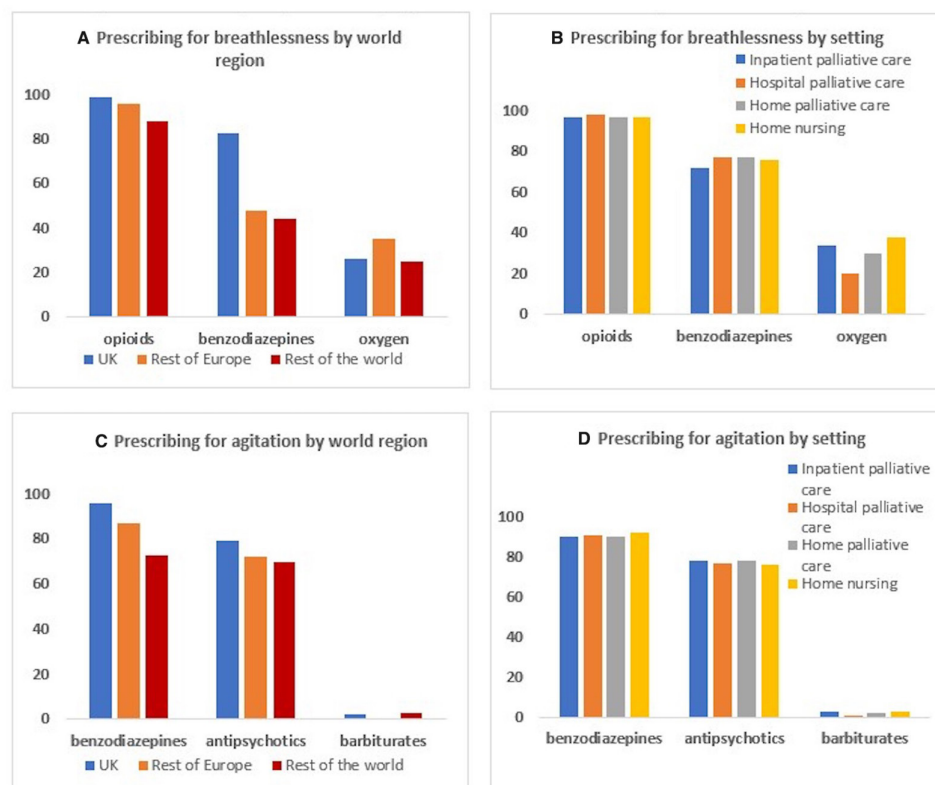 A Prescribing for breathlessness by world
region
100
80
60
40
20
0
opioids benzodiazepines oxygen
UK Rest of Europe Rest of the world
B Prescribing for breathlessness by setting
Inpatient palliative care
Hospital palliative care
Home palliative care
Home nursing
100
80
60
40
20
0
opioids benzodiazepines oxygen
C Prescribing for agitation by world region
100
80
60
40
20
0
benzodiazepines antipsychotics barbiturates
UK Rest of Europe Rest of the world
D Prescribing for agitation by setting
Inpatient palliative
care
Hospital palliative
care
Home palliative
care
Home nursing
100
80
60
40
20
0
benzodiazepines antipsychotics barbiturates